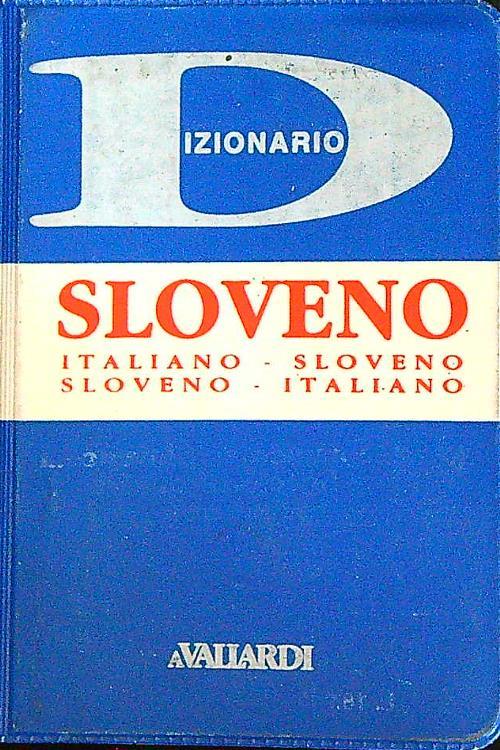 DIZIONARIO
SLOVENO
ITALIANO - SLOVENO
SLOVENO - ITALIANO
A.VALLARDI